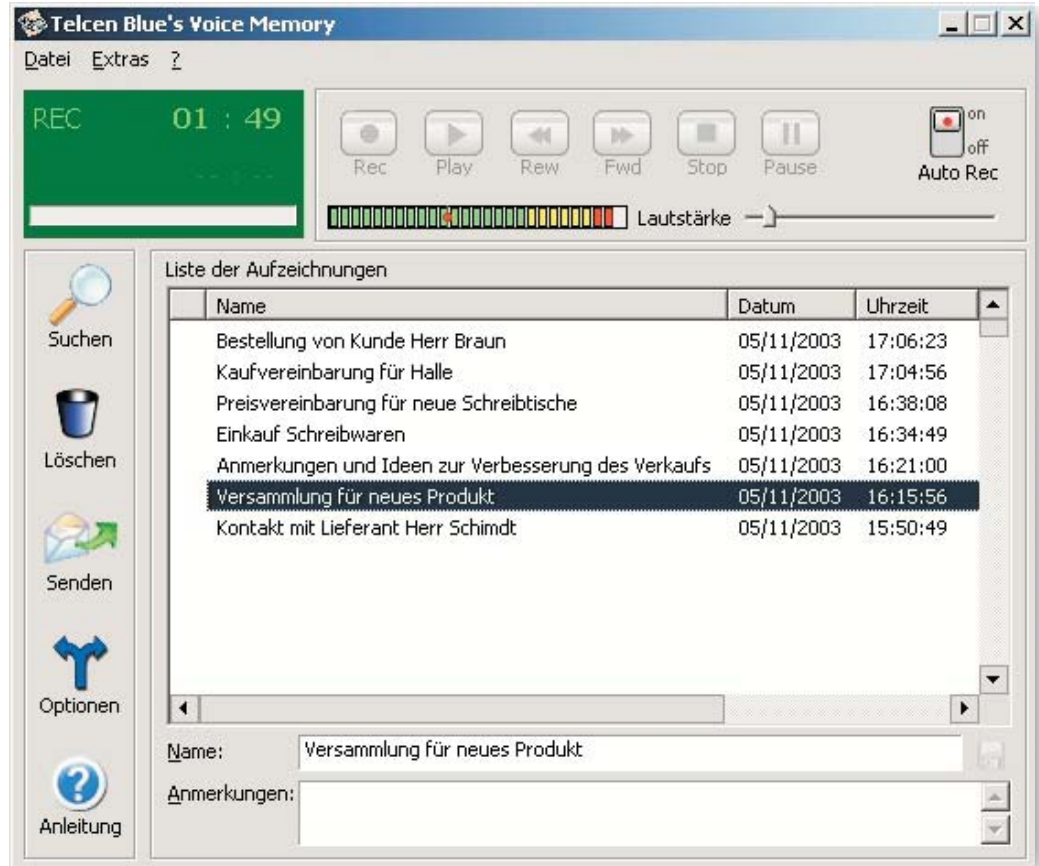 Telcen Blue's Voice Memory
Datei Extras ?
REC 01 : 49
Rec Play Rew Fwd Stop Pause
on
off
Auto Rec
Lautstärke
Suchen
Löschen
Senden
Optionen
Anleitung
Liste der Aufzeichnungen
Name Datum Uhrzeit
Bestellung von Kunde Herr Braun 05/11/2003 17:06:23
Kaufvereinbarung für Halle 05/11/2003 17:04:56
Preisvereinbarung für neue Schreibtische 05/11/2003 16:38:08
Einkauf Schreibwaren 05/11/2003 16:34:49
Anmerkungen und Ideen zur Verbesserung des Verkaufs 05/11/2003 16:21:00
Versammlung für neues Produkt 05/11/2003 16:15:56
Kontakt mit Lieferant Herr Schimdt 05/11/2003 15:50:49
Name: Versammlung für neues Produkt
Anmerkungen: